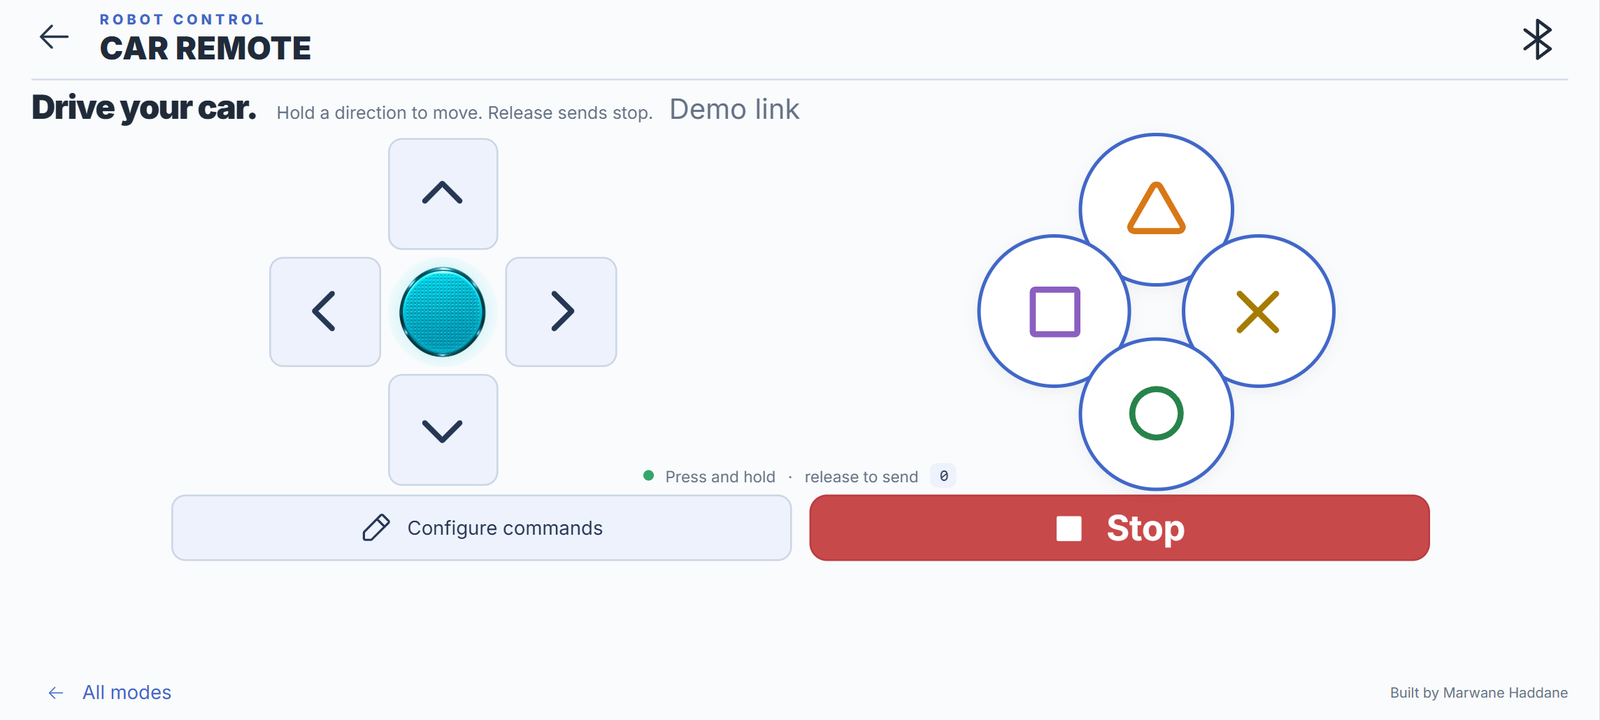 ROBOT CONTROL
CAR REMOTE
Drive your car. Hold a direction to move. Release sends stop. Demo link
Press and hold · release to send 0
Configure commands
Stop
All modes
Built by Marwane Haddane